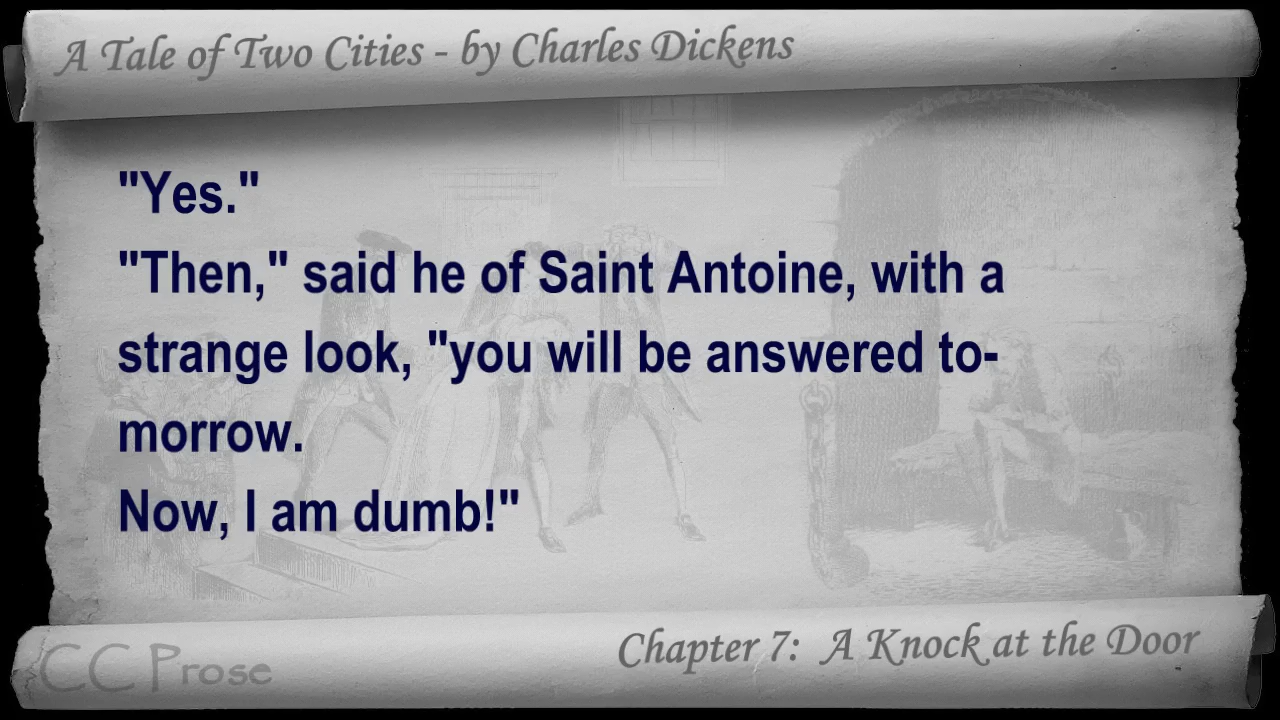 A Tale of Two Cities - by Charles Dickens
"Yes."
"Then," said he of Saint Antoine, with a
strange look, "you will be answered to-
morrow.
Now, I am dumb!"
Chapter 7: A Knock at the Door
CC Prose